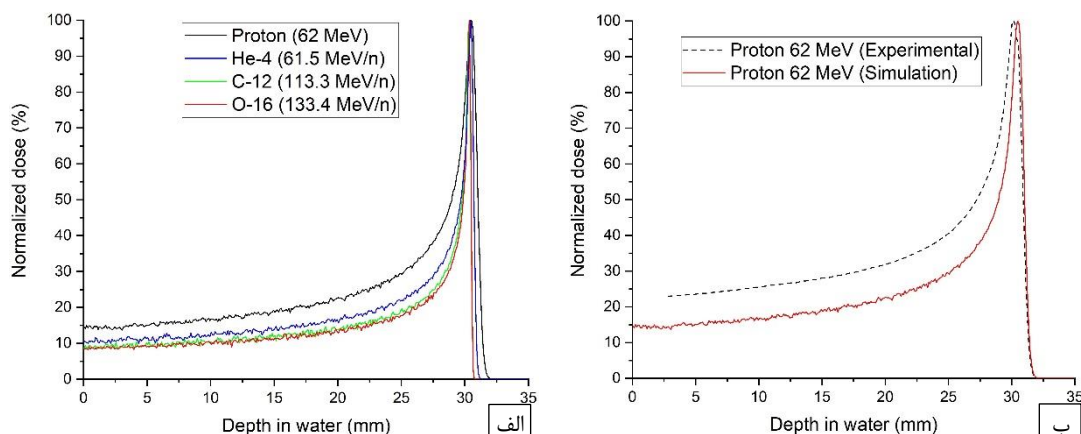 100
90
80
70
60
50
40
30
20
10
0
Normalized dose (%)
Proton (62 MeV)
He-4 (61.5 MeV/n)
C-12 (113.3 MeV/n)
O-16 (133.4 MeV/n)
0 5 10 15 20 25 30 35
Depth in water (mm)
الف
100
90
80
70
60
50
40
30
20
10
0
Normalized dose (%)
Proton 62 MeV (Experimental)
Proton 62 MeV (Simulation)
0 5 10 15 20 25 30 35
Depth in water (mm)
ب